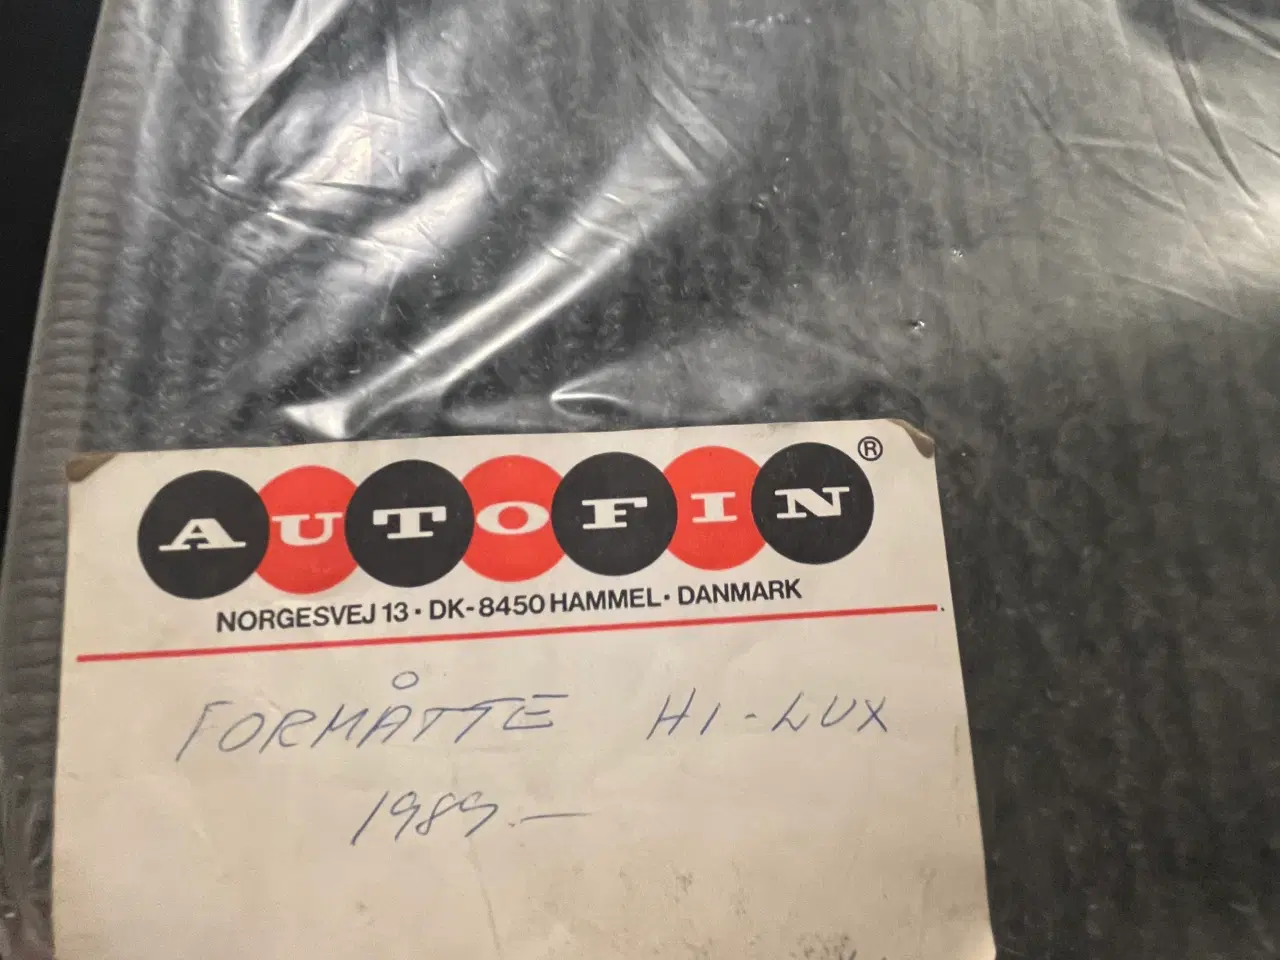 AUTOFIN®
NORGESVEJ 13 · DK-8450 HAMMEL · DANMARK
FORMÅTTE HI-LUX
1989.—